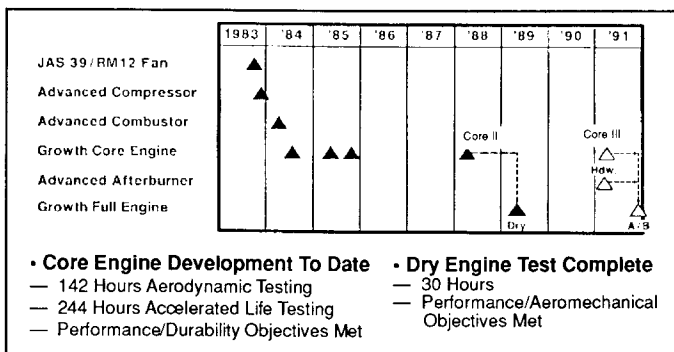 1983 '84 '85 '86 '87 '88 '89 '90 '91
JAS 39/RM12 Fan
Advanced Compressor
Advanced Combustor
Core II Core III
Growth Core Engine
Hdw.
Advanced Afterburner
Growth Full Engine
Dry A/B
• Core Engine Development To Date
— 142 Hours Aerodynamic Testing
— 244 Hours Accelerated Life Testing
— Performance/Durability Objectives Met
• Dry Engine Test Complete
— 30 Hours
— Performance/Aeromechanical
Objectives Met